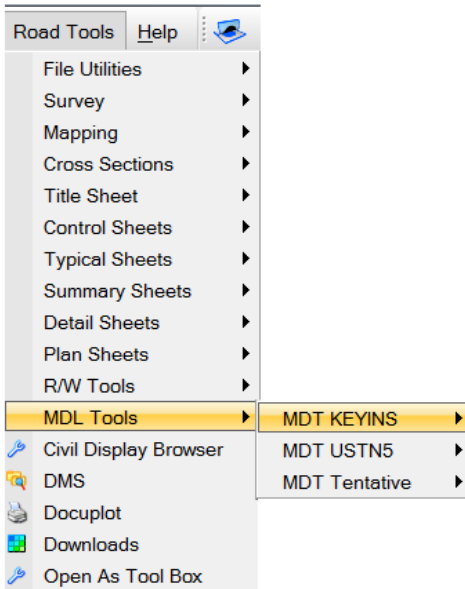 Road Tools Help
File Utilities
Survey
Mapping
Cross Sections
Title Sheet
Control Sheets
Typical Sheets
Summary Sheets
Detail Sheets
Plan Sheets
R/W Tools
MDL Tools
MDT KEYINS
Civil Display Browser
MDT USTN5
DMS
MDT Tentative
Docuplot
Downloads
Open As Tool Box